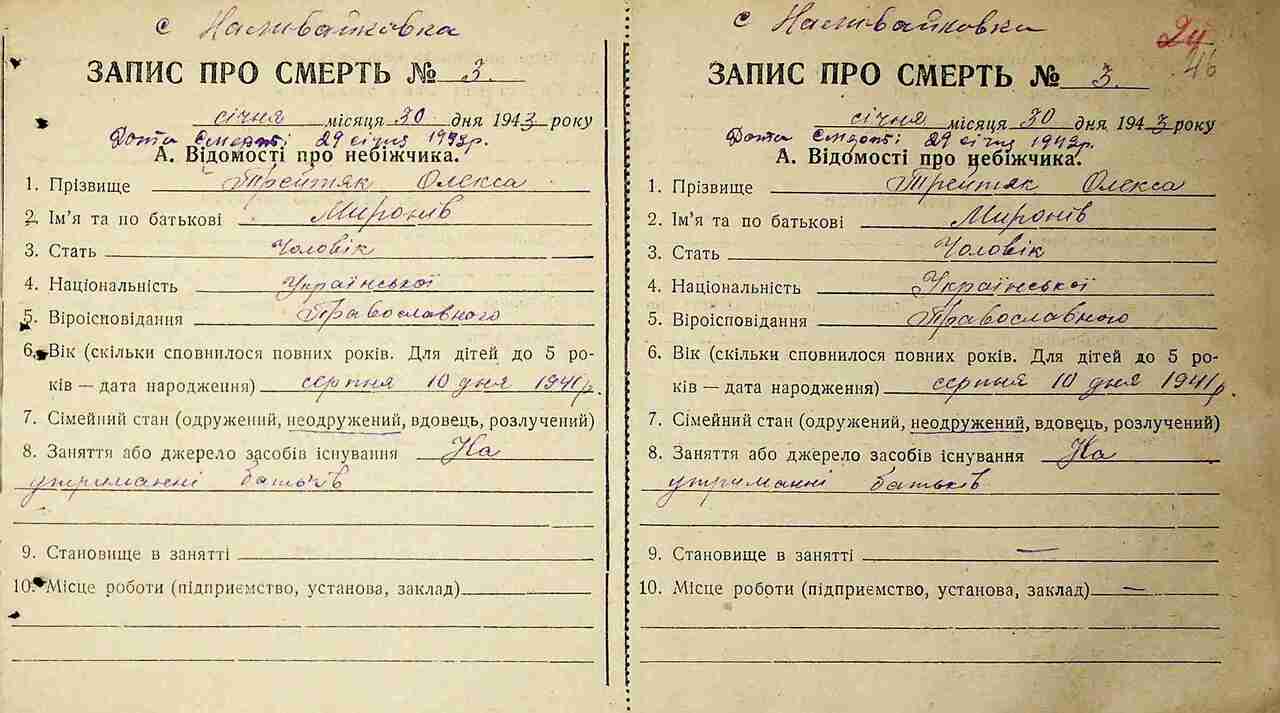 с Наливайковка
ЗАПИС ПРО СМЕРТЬ № 3.
січня місяця 30 дня 1943 року
Дата Смерті: 29 січня 1943р.
А. Відомості про небіжчика.
1. Прізвище Трейтяк Олекса
2. Ім’я та по батькові Миронів
3. Стать Чоловік
4. Національність Української
5. Віроісповідання Православного
6. Вік (скільки сповнилося повних років. Для дітей до 5 ро-
ків — дата народження) серпня 10 дня 1941 р.
7. Сімейний стан (одружений, неодружений, вдовець, розлучений)
8. Заняття або джерело засобів існування На
утриманні батьків
9. Становище в занятті
10. Місце роботи (підприємство, установа, заклад)
с Наливайковка
24
46
ЗАПИС ПРО СМЕРТЬ № 3.
січня місяця 30 дня 1943 року
Дата Смерті: 29 січня 1943р.
А. Відомості про небіжчика.
1. Прізвище Трейтяк Олекса
2. Ім’я та по батькові Миронів
3. Стать Чоловік
4. Національність Української
5. Віроісповідання Православного
6. Вік (скільки сповнилося повних років. Для дітей до 5 ро-
ків — дата народження) серпня 10 дня 1941 р.
7. Сімейний стан (одружений, неодружений, вдовець, розлучений)
8. Заняття або джерело засобів існування На
утриманні батьків
9. Становище в занятті —
10. Місце роботи (підприємство, установа, заклад) —